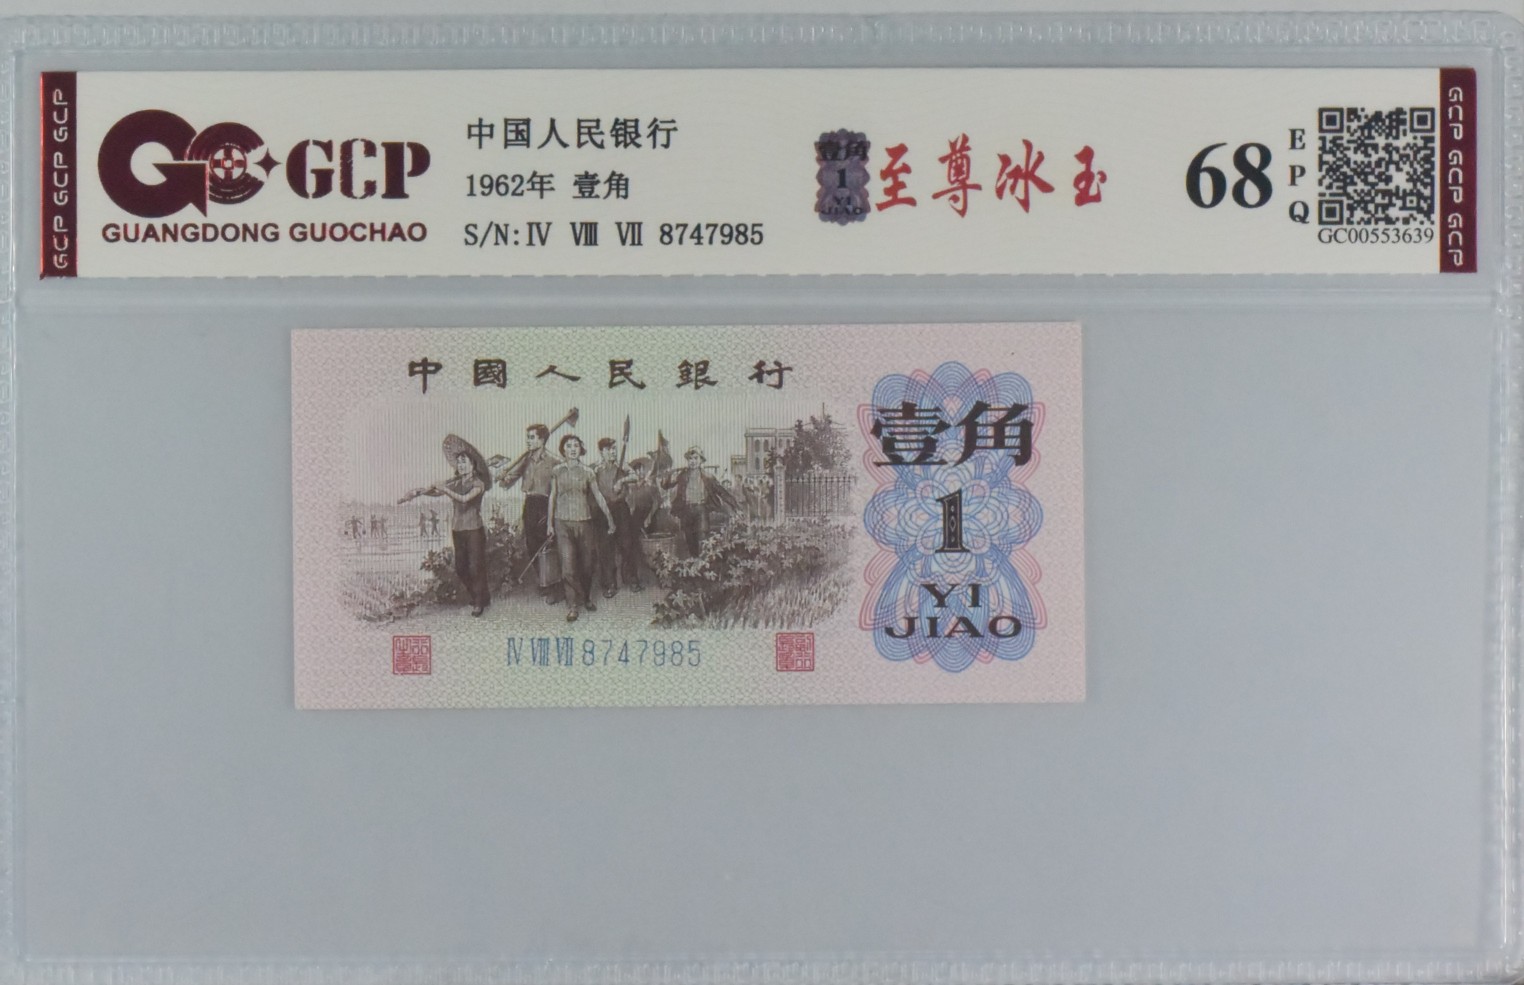 GCP GCP GCP
GCP
GUANGDONG GUOCHAO
中国人民银行
1962年 壹角
S/N:Ⅳ Ⅷ Ⅶ 8747985
壹角
1
YI
JIAO
至尊冰玉
68
EPQ
GC00553639
GCP GCP GCP
中國人民銀行
壹角
1
YI
JIAO
Ⅳ Ⅷ Ⅶ 8747985